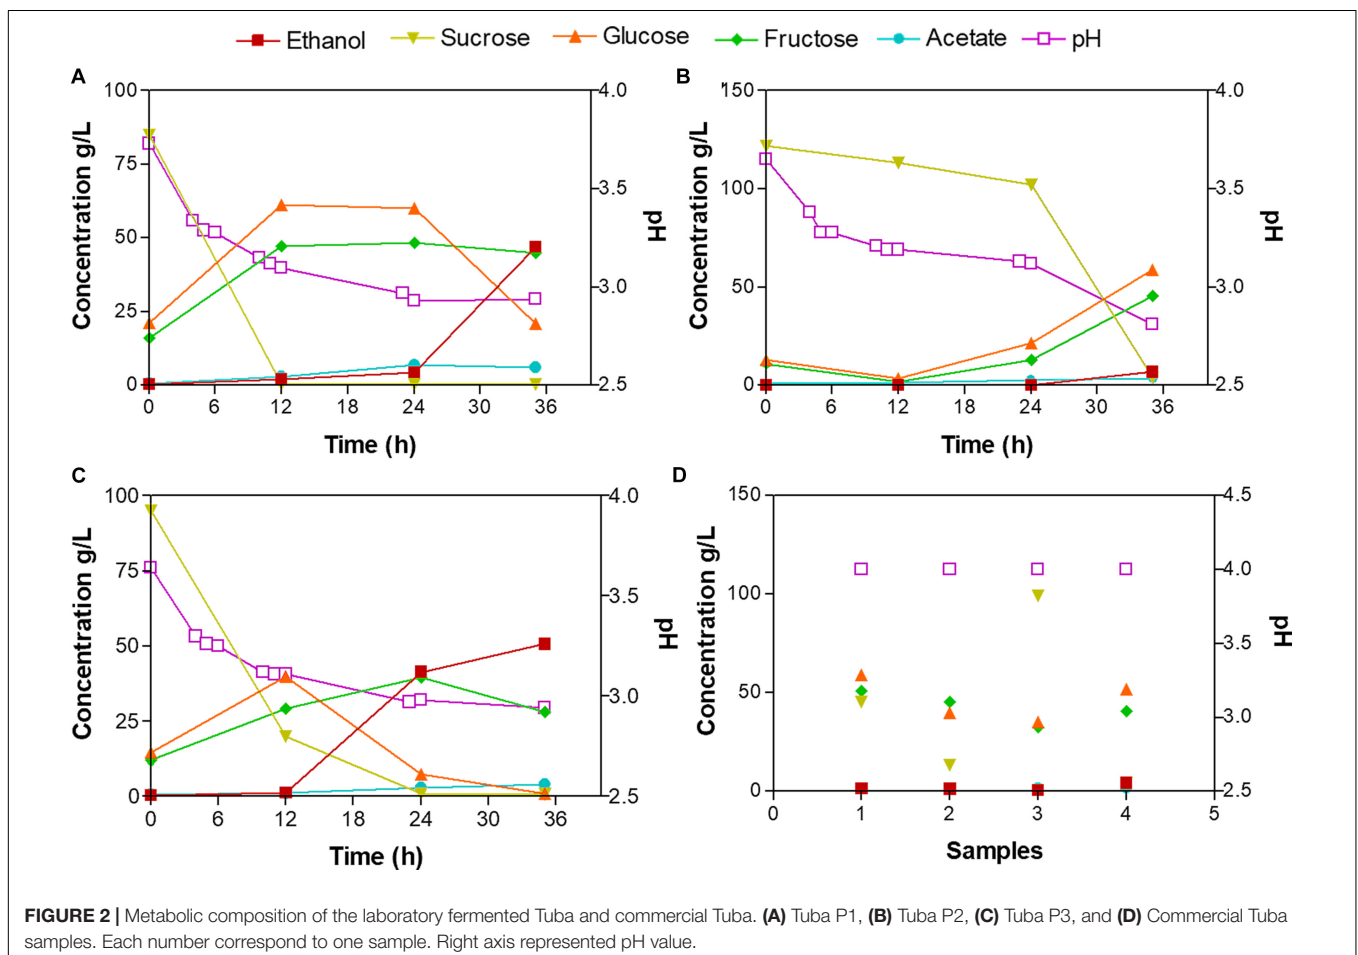 Ethanol Sucrose Glucose Fructose Acetate pH
A
100
75
50
25
0
4.0
3.5
3.0
2.5
0 6 12 18 24 30 36
Concentration g/L
pH
Time (h)
B
150
100
50
0
4.0
3.5
3.0
2.5
0 6 12 18 24 30 36
Concentration g/L
pH
Time (h)
C
100
75
50
25
0
4.0
3.5
3.0
2.5
0 6 12 18 24 30 36
Concentration g/L
pH
Time (h)
D
150
100
50
0
4.5
4.0
3.5
3.0
2.5
0 1 2 3 4 5
Concentration g/L
pH
Samples
FIGURE 2 | Metabolic composition of the laboratory fermented Tuba and commercial Tuba. (A) Tuba P1, (B) Tuba P2, (C) Tuba P3, and (D) Commercial Tuba
samples. Each number correspond to one sample. Right axis represented pH value.